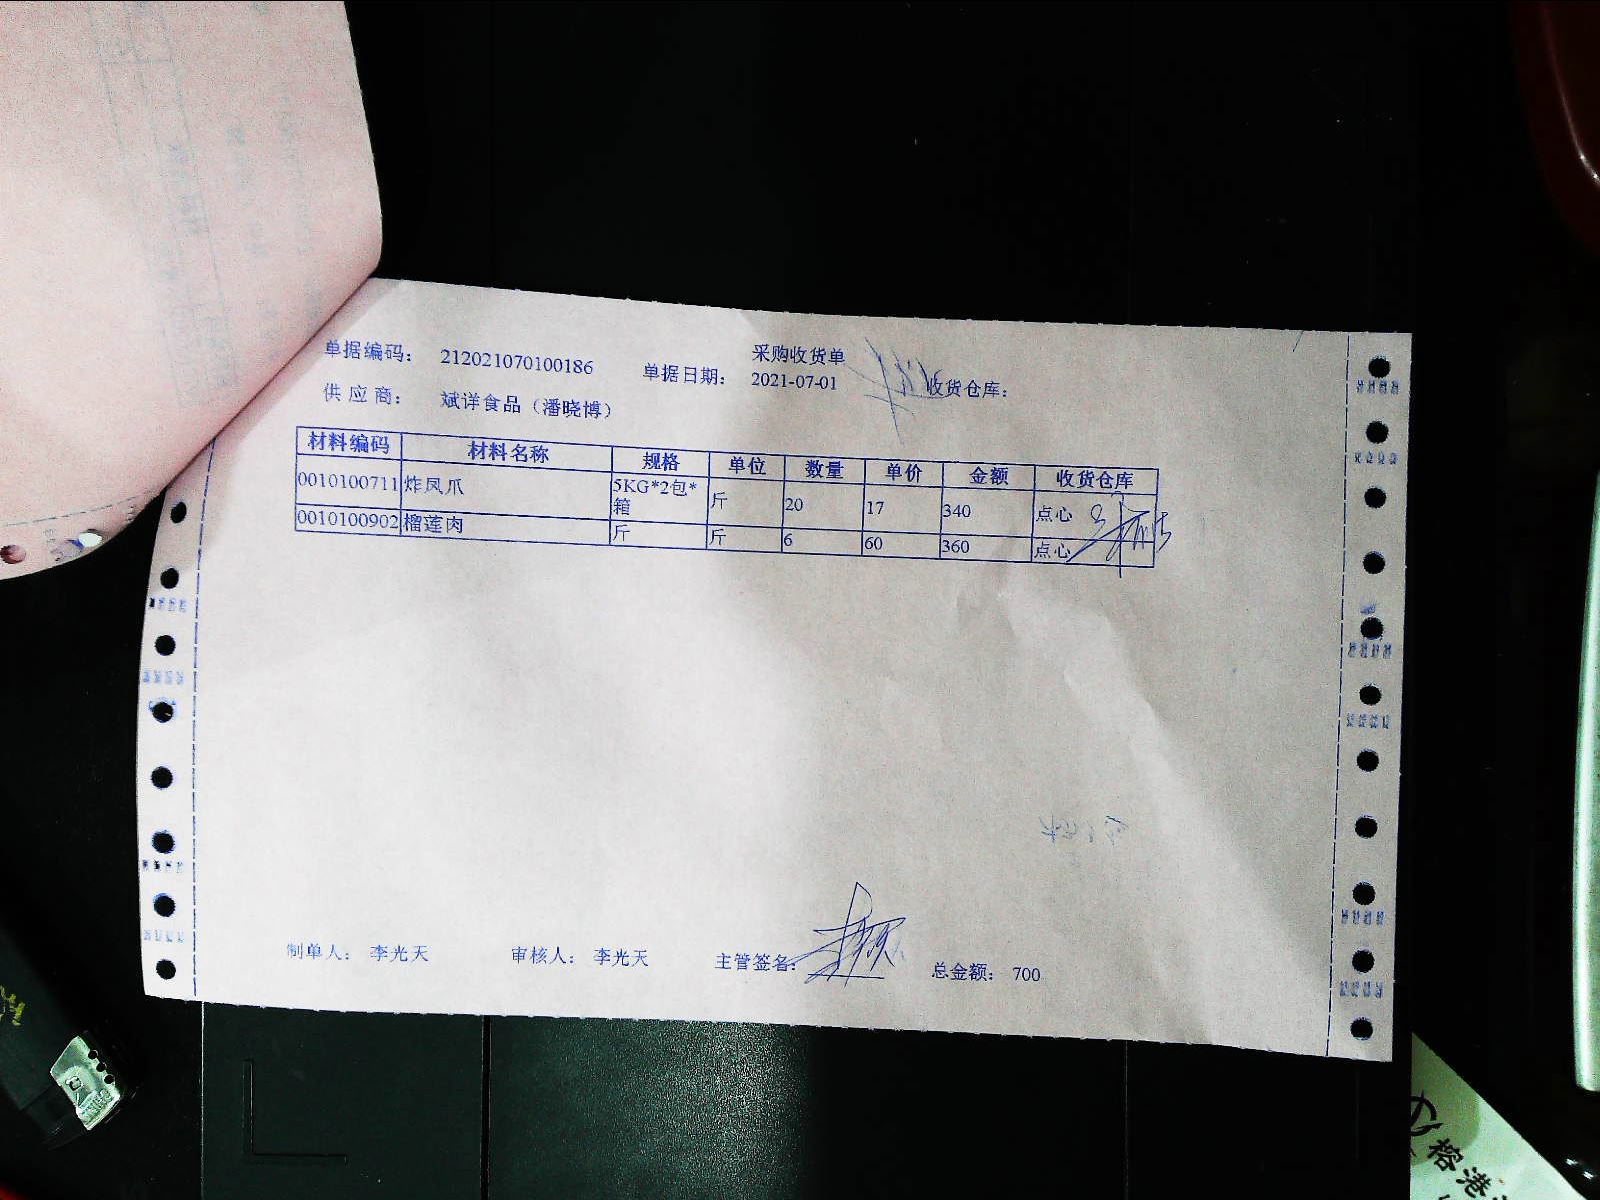 采购收货单
单据编码： 212021070100186 单据日期： 2021-07-01 收货仓库：
供 应 商： 斌详食品（潘晓博）
材料编码 材料名称 规格 单位 数量 单价 金额 收货仓库
0010100711 炸凤爪 5KG*2包*箱 斤 20 17 340 点心
0010100902 榴莲肉 斤 斤 6 60 360 点心
制单人： 李光天 审核人： 李光天 主管签名： 总金额： 700
榕港